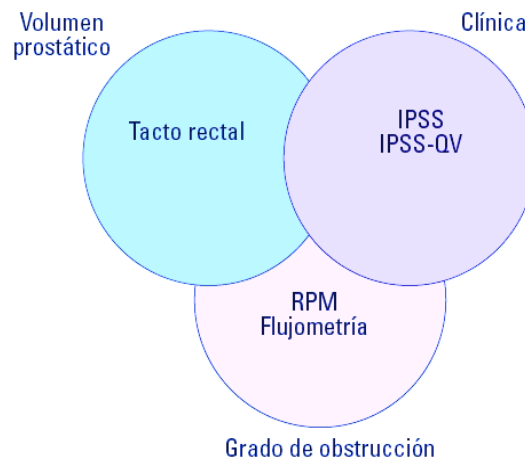 Volumen
prostático
Clínica
Tacto rectal
IPSS
IPSS-QV
RPM
Flujometría
Grado de obstrucción